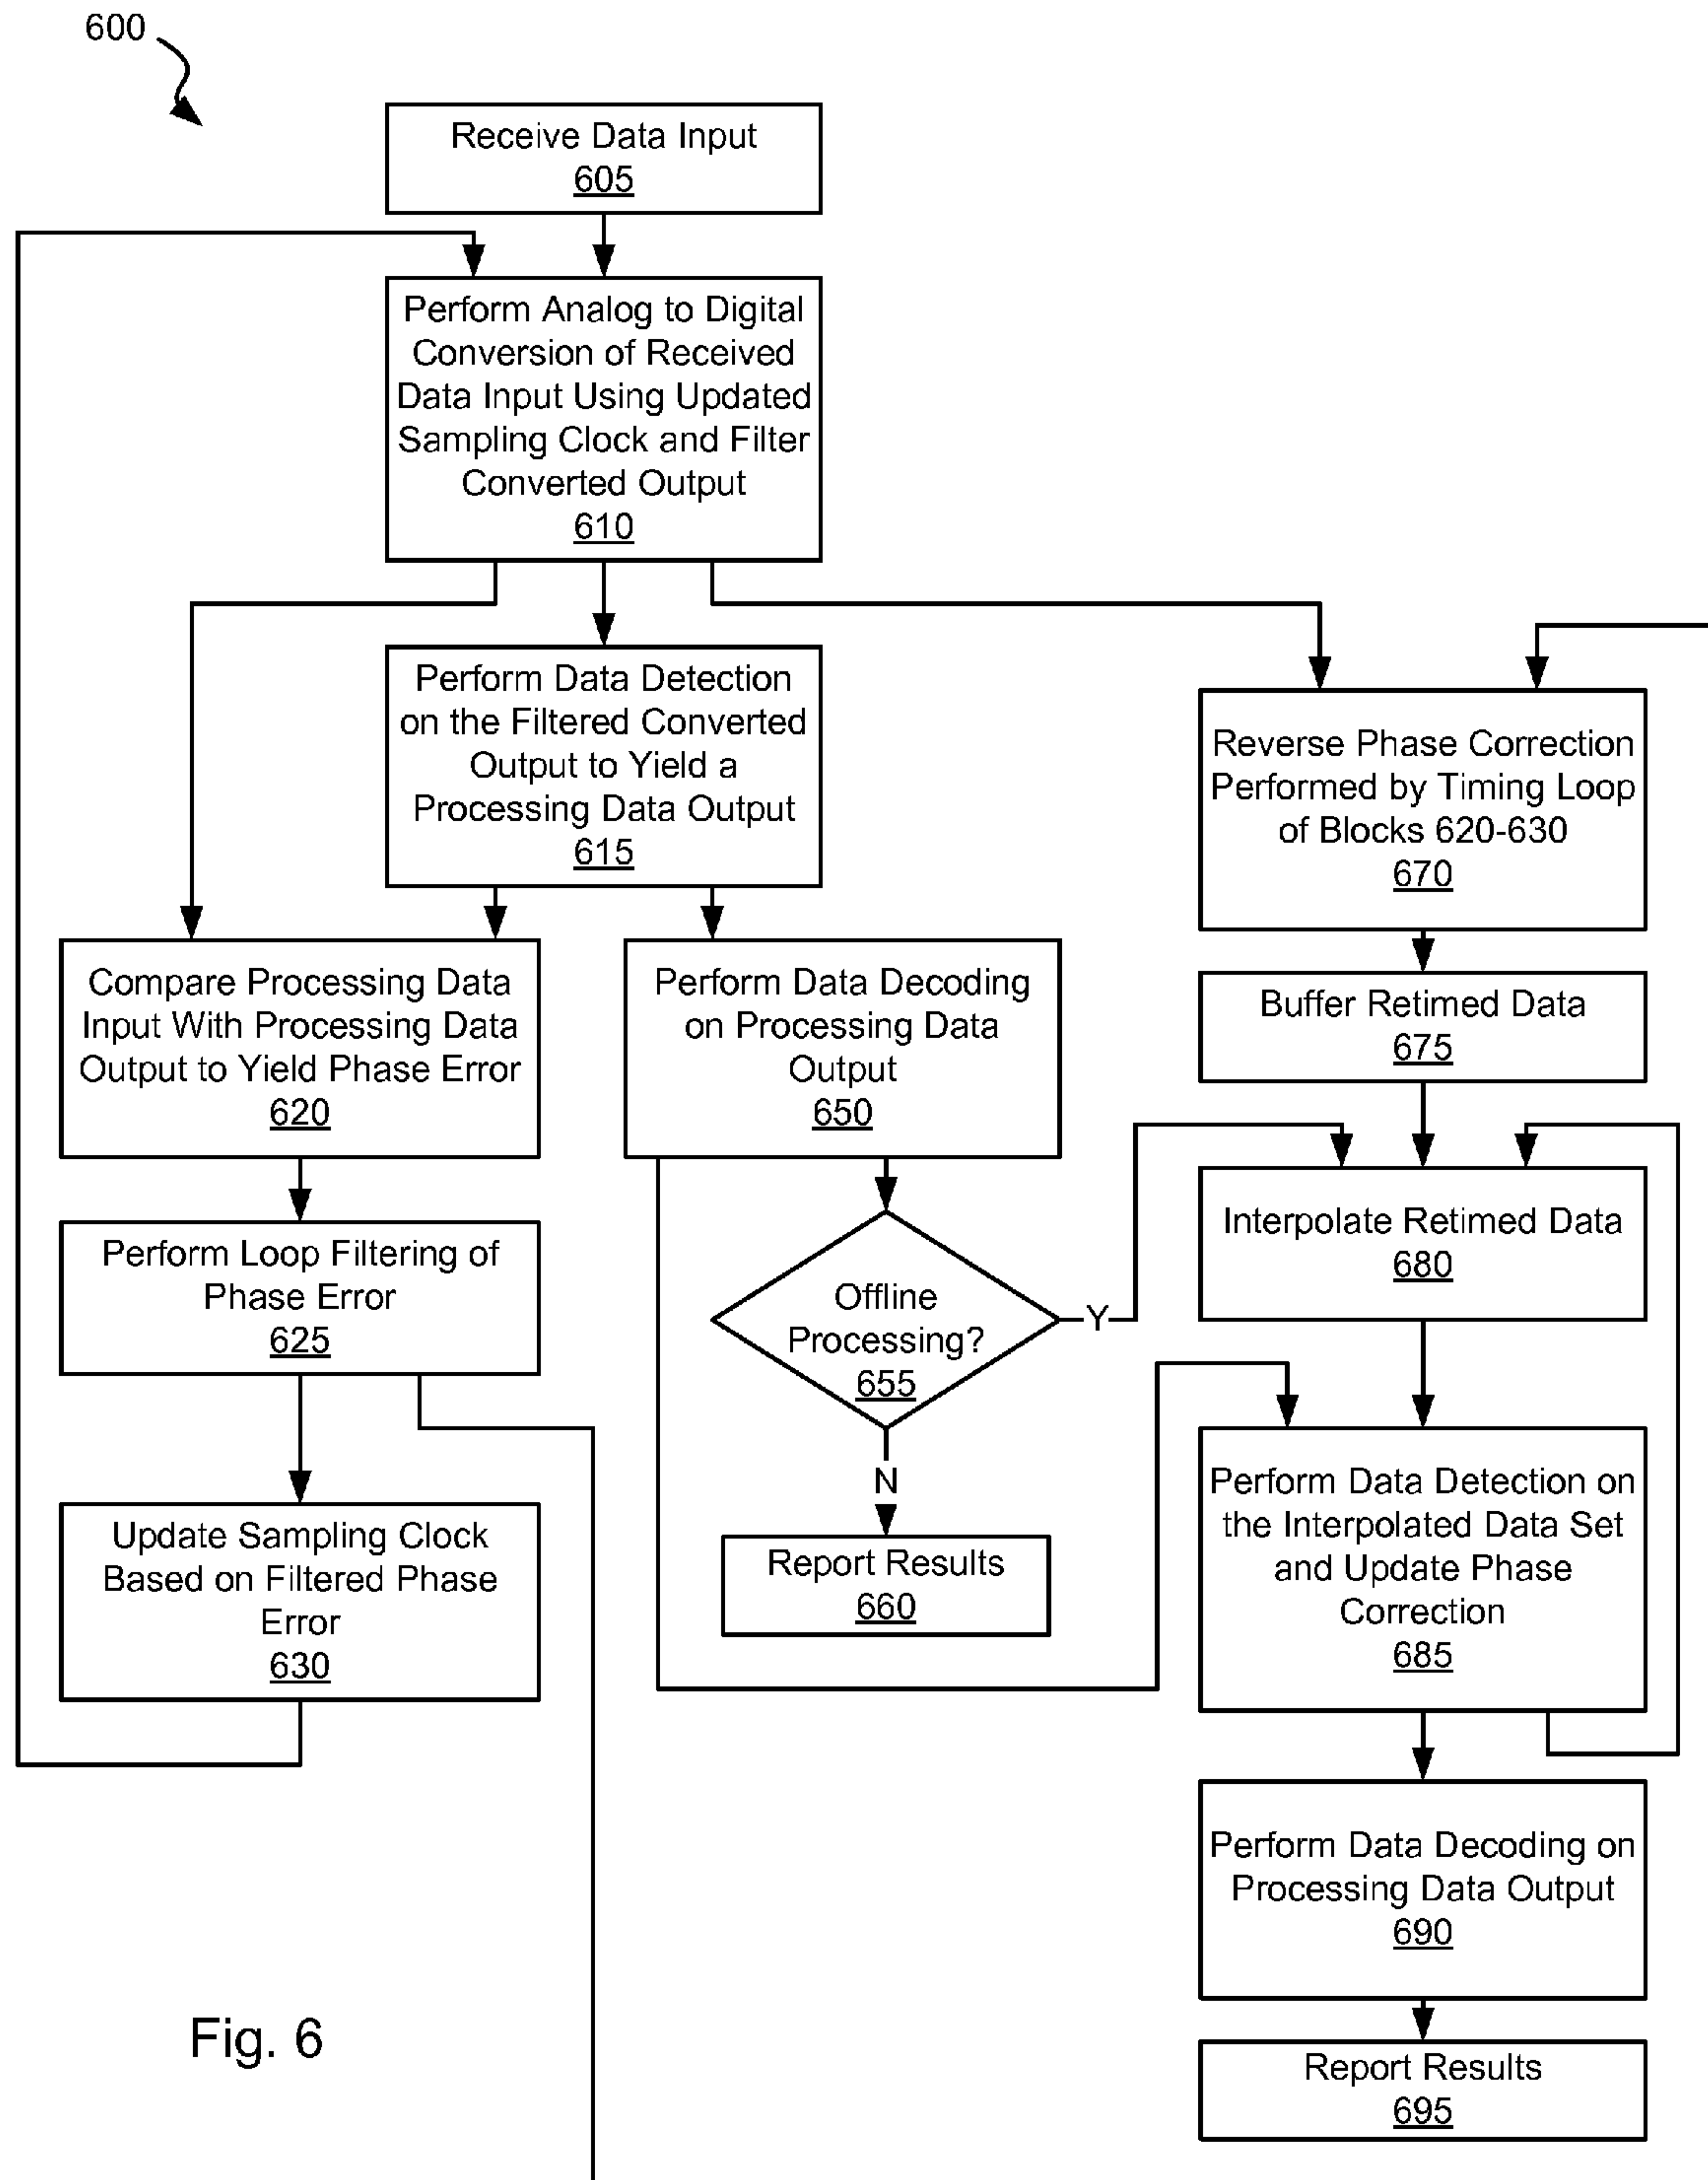 600
Receive Data Input
605
Perform Analog to Digital
Conversion of Received
Data Input Using Updated
Sampling Clock and Filter
Converted Output
610
Perform Data Detection
on the Filtered Converted
Output to Yield a
Processing Data Output
615
Reverse Phase Correction
Performed by Timing Loop
of Blocks 620-630
670
Compare Processing Data
Input With Processing Data
Output to Yield Phase Error
620
Perform Data Decoding
on Processing Data
Output
650
Buffer Retimed Data
675
Perform Loop Filtering of
Phase Error
625
Offline
Processing?
655
Y
N
Interpolate Retimed Data
680
Update Sampling Clock
Based on Filtered Phase
Error
630
Report Results
660
Perform Data Detection on
the Interpolated Data Set
and Update Phase
Correction
685
Perform Data Decoding on
Processing Data Output
690
Report Results
695
Fig. 6